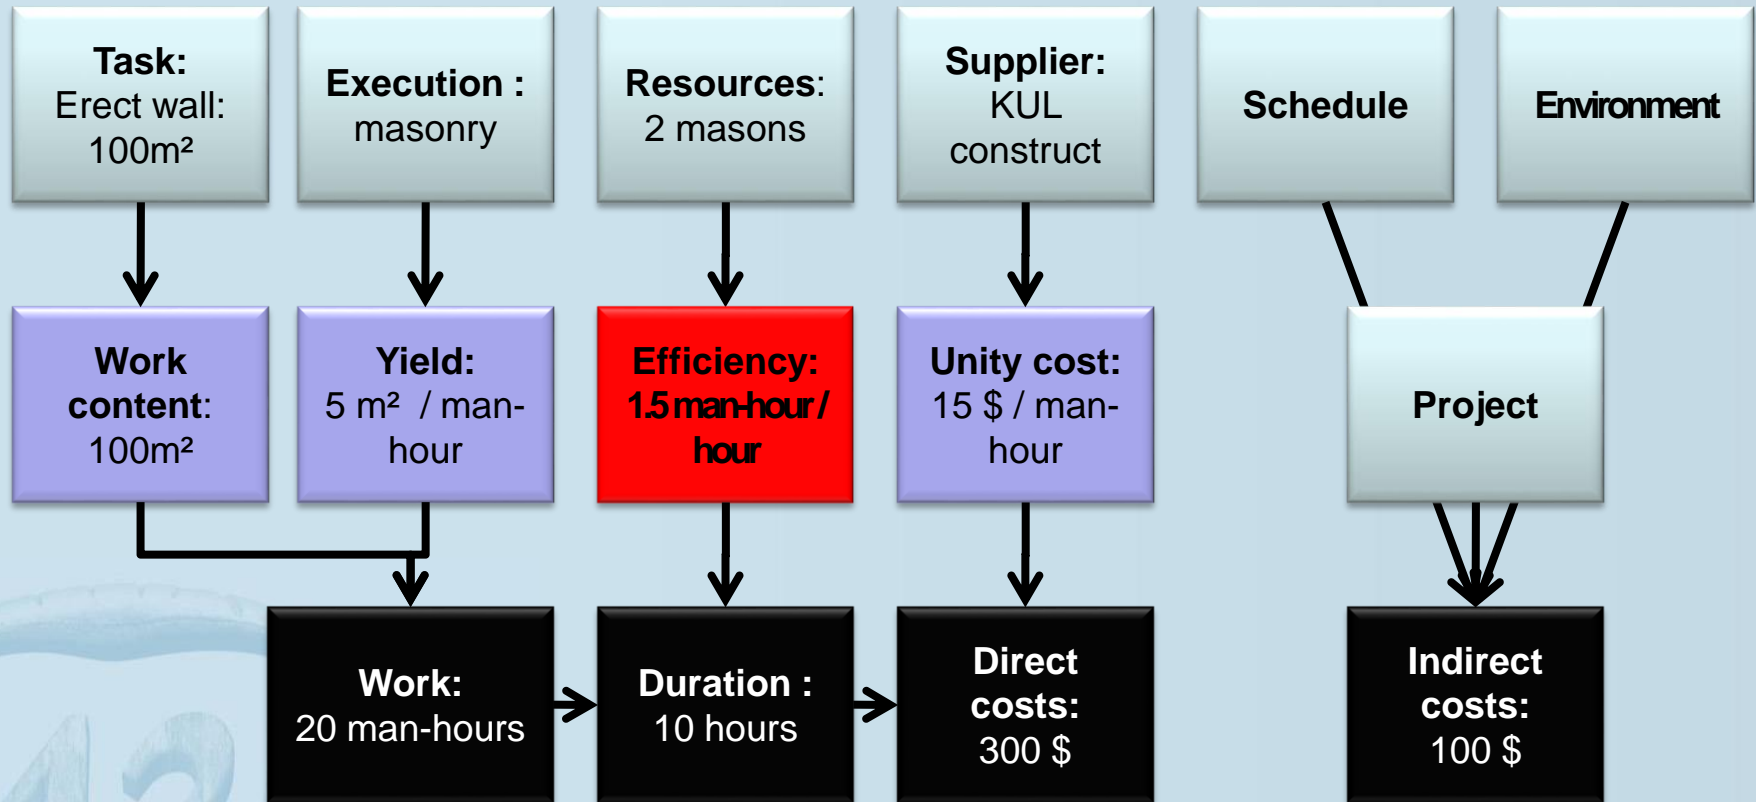 Task:
Erect wall:
100m²
Execution :
masonry
Resources:
2 masons
Supplier:
KUL
construct
Schedule
Environment
Work
content:
100m²
Yield:
5 m² / man-
hour
Efficiency:
1.5 man-hour /
hour
Unity cost:
15 $ / man-
hour
Project
Work:
20 man-hours
Duration :
10 hours
Direct
costs:
300 $
Indirect
costs:
100 $
42